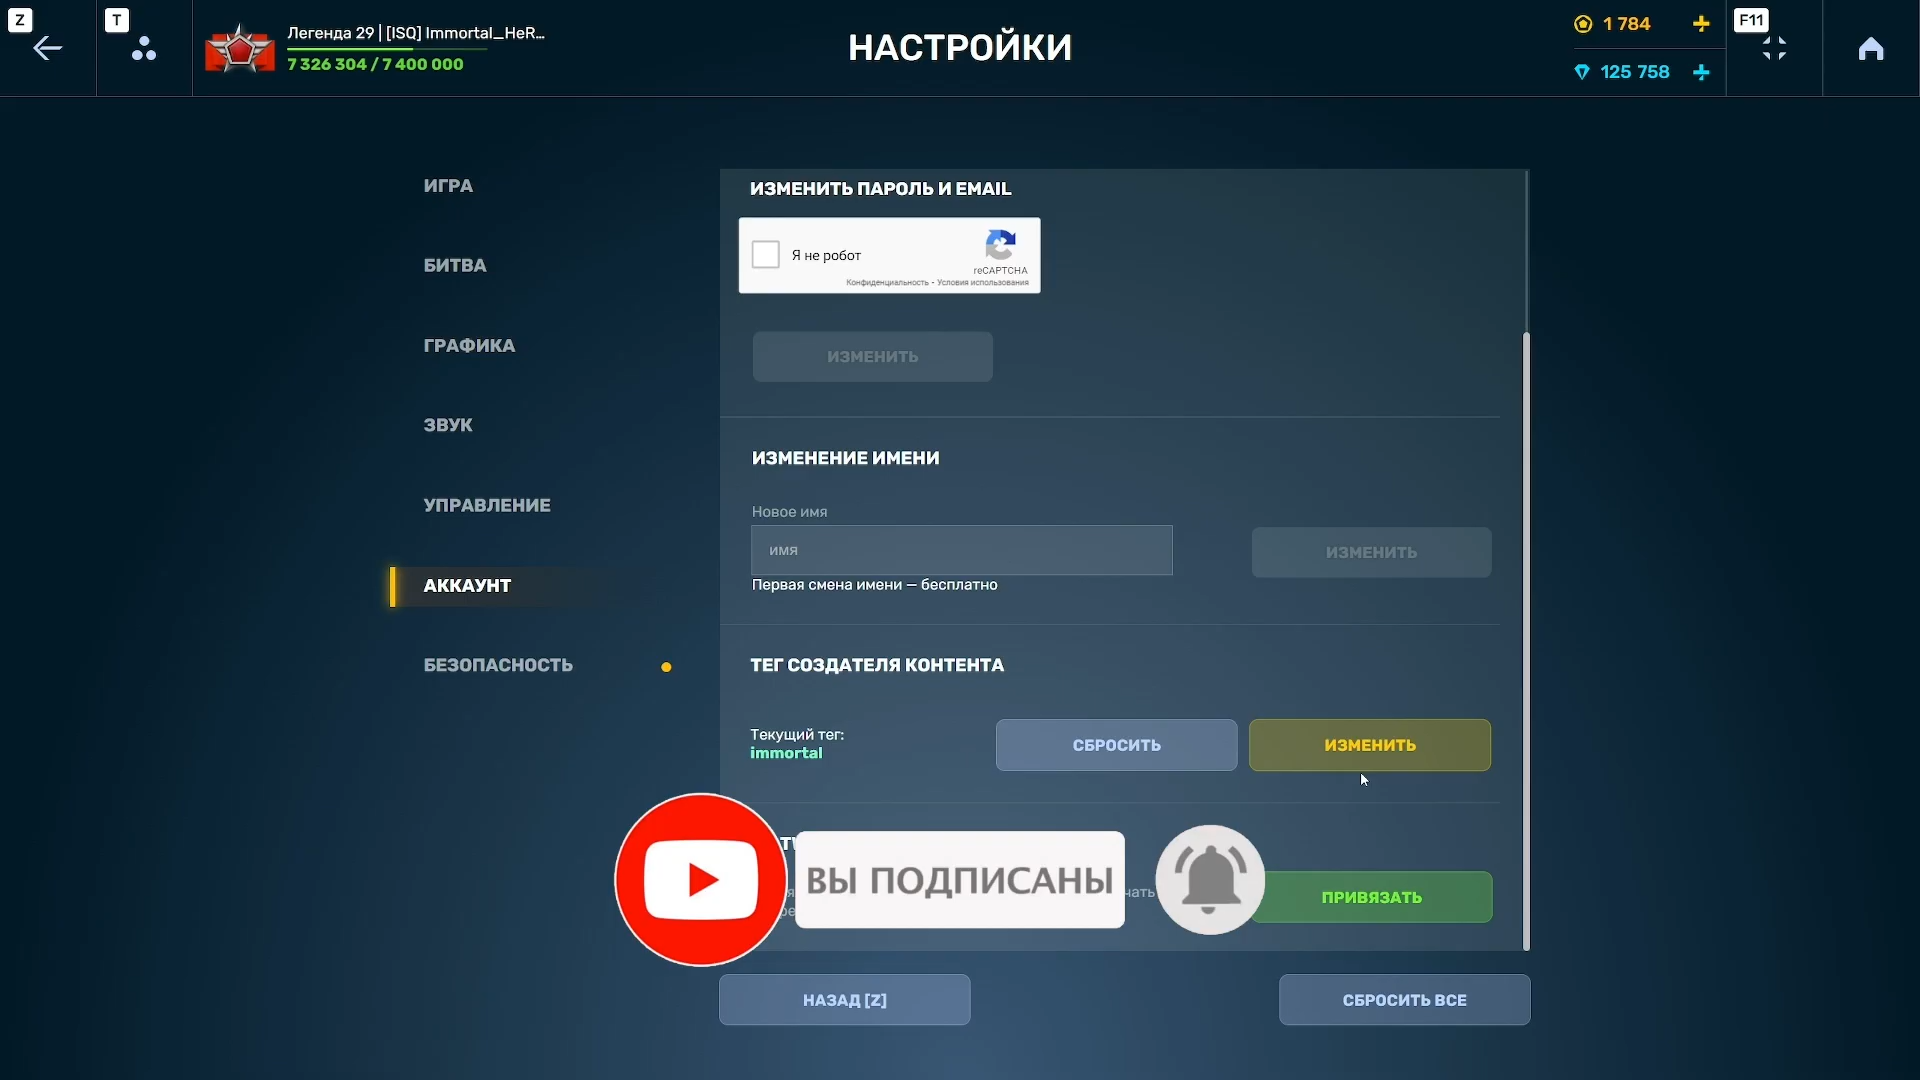 Z
T
Легенда 29 | [ISQ] Immortal_HeR...
7 326 304 / 7 400 000
НАСТРОЙКИ
1 784
125 758
F11
ИГРА
БИТВА
ГРАФИКА
ЗВУК
УПРАВЛЕНИЕ
АККАУНТ
БЕЗОПАСНОСТЬ
ИЗМЕНИТЬ ПАРОЛЬ И EMAIL
Я не робот
reCAPTCHA
Конфиденциальность - Условия использования
ИЗМЕНИТЬ
ИЗМЕНЕНИЕ ИМЕНИ
Новое имя
имя
ИЗМЕНИТЬ
Первая смена имени — бесплатно
ТЕГ СОЗДАТЕЛЯ КОНТЕНТА
Текущий тег:
immortal
СБРОСИТЬ
ИЗМЕНИТЬ
ВЫ ПОДПИСАНЫ
ПРИВЯЗАТЬ
НАЗАД [Z]
СБРОСИТЬ ВСЕ